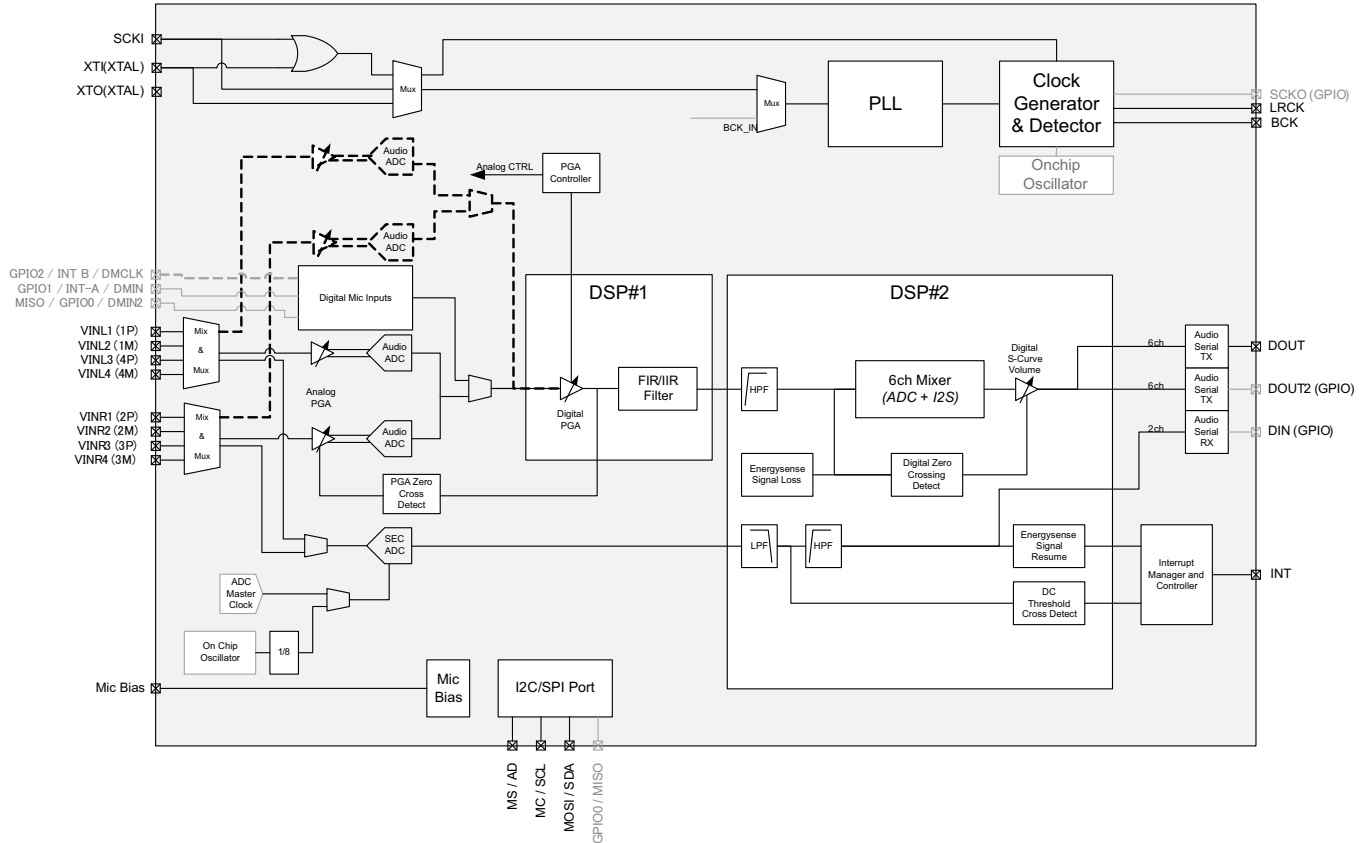 SCKI
XTI(XTAL)
XTO(XTAL)
Mux
Mux
BCK_IN
PLL
Clock
Generator
& Detector
Onchip
Oscillator
SCKO (GPIO)
LRCK
BCK
Audio
ADC
Analog CTRL
PGA
Controller
Audio
ADC
GPIO2 / INT B / DMCLK
GPIO1 / INT-A / DMIN
MISO / GPIO0 / DMIN2
Digital Mic Inputs
VINL1 (1P)
VINL2 (1M)
VINL3 (4P)
VINL4 (4M)
Mix
&
Mux
Audio
ADC
Analog
PGA
VINR1 (2P)
VINR2 (2M)
VINR3 (3P)
VINR4 (3M)
Mix
&
Mux
Audio
ADC
PGA Zero
Cross
Detect
DSP#1
Digital
PGA
FIR/IIR
Filter
DSP#2
HPF
6ch Mixer
(ADC + I2S)
Digital
S-Curve
Volume
Energysense
Signal Loss
Digital Zero
Crossing
Detect
6ch
Audio
Serial
TX
DOUT
6ch
Audio
Serial
TX
DOUT2 (GPIO)
2ch
Audio
Serial
RX
DIN (GPIO)
SEC
ADC
LPF
HPF
Energysense
Signal
Resume
DC
Threshold
Cross Detect
Interrupt
Manager and
Controller
INT
ADC
Master
Clock
On Chip
Oscillator
1/8
Mic Bias
Mic
Bias
I2C/SPI Port
MS / AD
MC / SCL
MOSI / SDA
GPIO0 / MISO